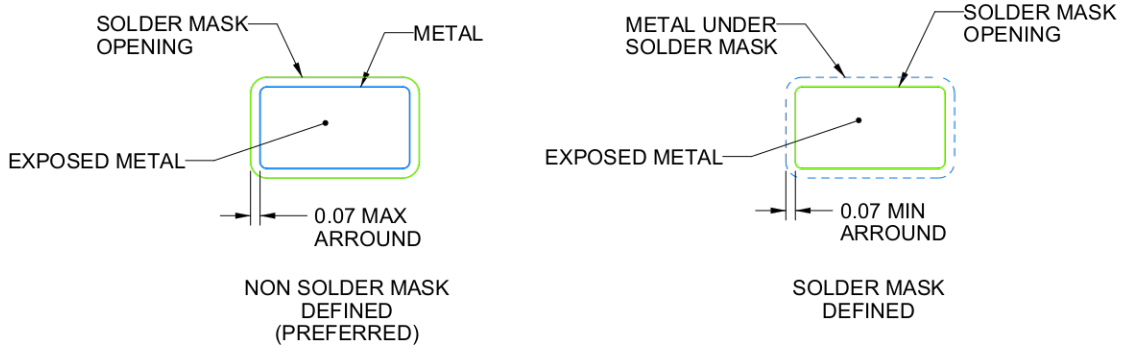 SOLDER MASK
OPENING
METAL
EXPOSED METAL
0.07 MAX
ARROUND
NON SOLDER MASK
DEFINED
(PREFERRED)
METAL UNDER
SOLDER MASK
SOLDER MASK
OPENING
EXPOSED METAL
0.07 MIN
ARROUND
SOLDER MASK
DEFINED